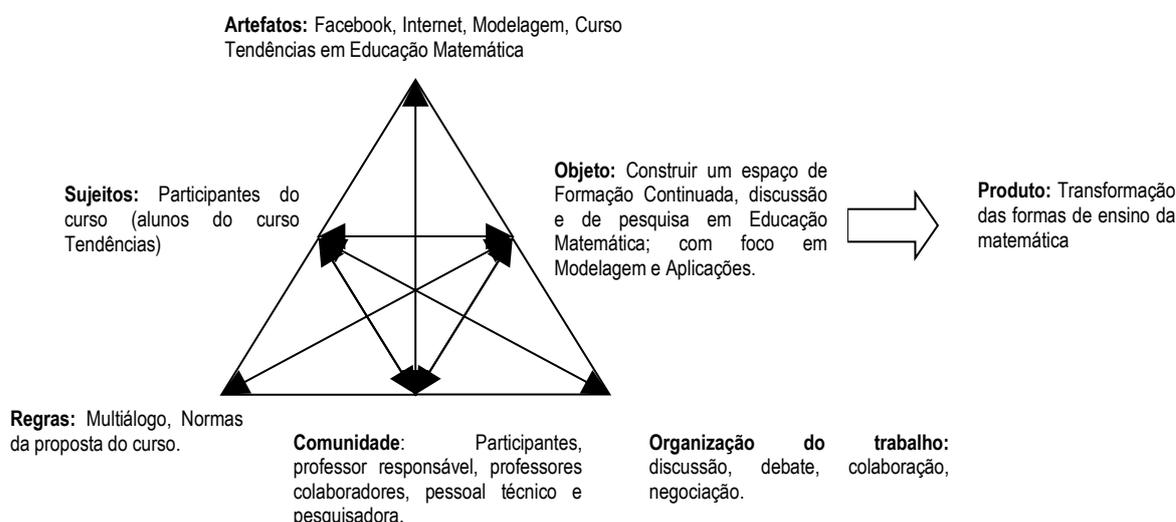 Artefatos: Facebook, Internet, Modelagem, Curso
Tendências em Educação Matemática
Sujeitos: Participantes do
curso (alunos do curso
Tendências)
Objeto: Construir um espaço de
Formação Continuada, discussão
e de pesquisa em Educação
Matemática; com foco em
Modelagem e Aplicações.
Produto: Transformação
das formas de ensino da
matemática
Regras: Multiálogo, Normas
da proposta do curso.
Comunidade: Participantes,
professor responsável, professores
colaboradores, pessoal técnico e
pesquisadora.
Organização do trabalho:
discussão, debate, colaboração,
negociação.